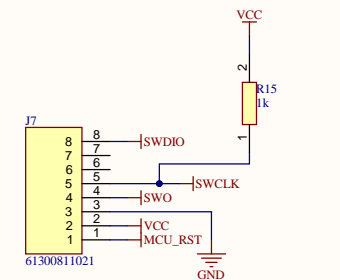 VCC
2
R15
1k
1
J7
8 8 SWDIO
7 7
6 6
5 5 SWCLK
4 4 SWO
3 3
2 2 VCC
1 1 MCU_RST
61300811021
GND